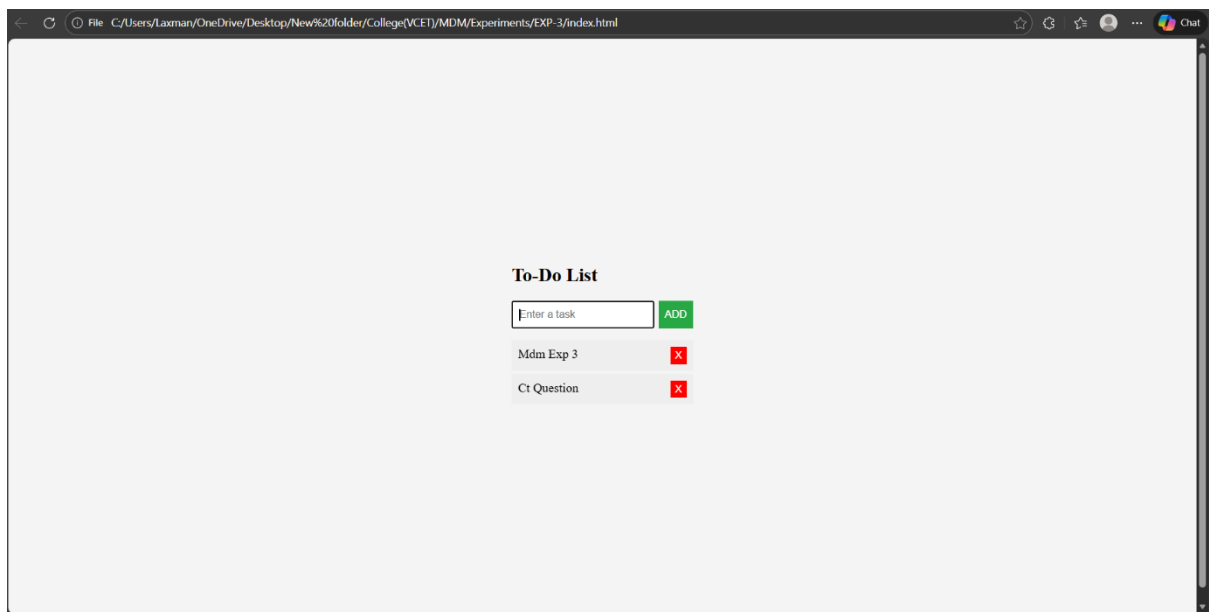 File C:/Users/Laxman/OneDrive/Desktop/New%20folder/College(VCET)/MDM/Experiments/EXP-3/index.html
Chat
To-Do List
Enter a task ADD
Mdm Exp 3 X
Ct Question X